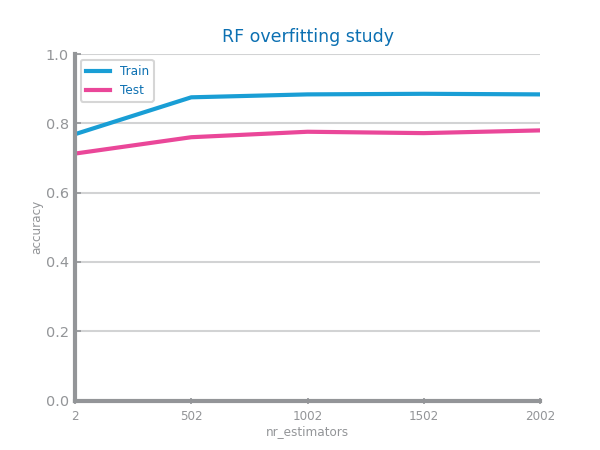 RF overfitting study
1.0
0.8
0.6
0.4
0.2
0.0
accuracy
Train
Test
2 502 1002 1502 2002
nr_estimators